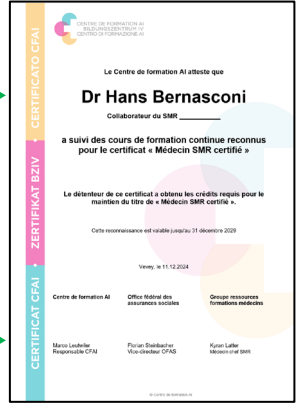 CENTRE DE FORMATION AI
BILDUNGSZENTRUM IV
CENTRO DI FORMAZIONE AI
CERTIFICATO CFAI
ZERTIFIKAT BZIV
CERTIFICAT CFAI
Le Centre de formation AI atteste que
Dr Hans Bernasconi
Collaborateur du SMR
a suivi des cours de formation continue reconnus
pour le certificat « Médecin SMR certifié »
Le détenteur de ce certificat a obtenu les crédits requis pour le
maintien du titre de « Médecin SMR certifié ».
Cette reconnaissance est valable jusqu'au 31 décembre 2028
Vevey, le 11.12.2024
Centre de formation AI
Office fédéral des
assurances sociales
Groupe ressources
formations médecins
Marco Leutwiler
Responsable CFAI
Florian Steinbacher
Vice-directeur OFAS
Kyran Latter
Médecin chef SMR